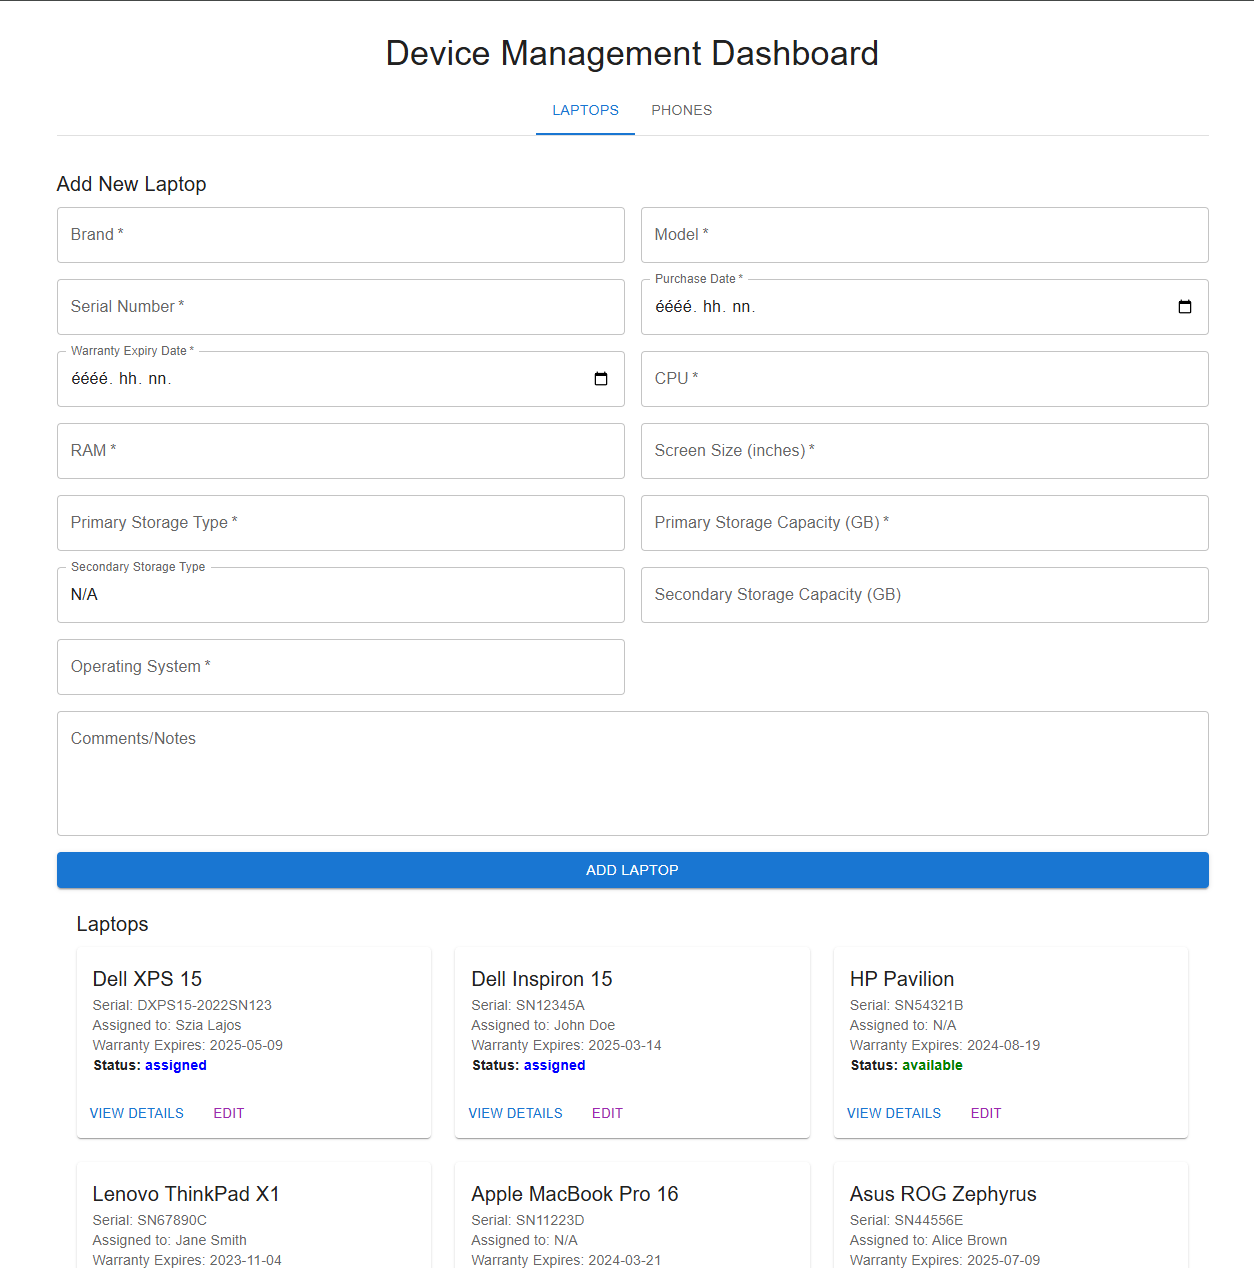 Device Management Dashboard
LAPTOPS PHONES
Add New Laptop
Brand * Model *
Serial Number * Purchase Date *
éééé. hh. nn.
Warranty Expiry Date *
éééé. hh. nn. CPU *
RAM * Screen Size (inches) *
Primary Storage Type * Primary Storage Capacity (GB) *
Secondary Storage Type
N/A Secondary Storage Capacity (GB)
Operating System *
Comments/Notes
ADD LAPTOP
Laptops
Dell XPS 15
Serial: DXPS15-2022SN123
Assigned to: Szia Lajos
Warranty Expires: 2025-05-09
Status: assigned
VIEW DETAILS EDIT
Dell Inspiron 15
Serial: SN12345A
Assigned to: John Doe
Warranty Expires: 2025-03-14
Status: assigned
VIEW DETAILS EDIT
HP Pavilion
Serial: SN54321B
Assigned to: N/A
Warranty Expires: 2024-08-19
Status: available
VIEW DETAILS EDIT
Lenovo ThinkPad X1
Serial: SN67890C
Assigned to: Jane Smith
Warranty Expires: 2023-11-04
Apple MacBook Pro 16
Serial: SN11223D
Assigned to: N/A
Warranty Expires: 2024-03-21
Asus ROG Zephyrus
Serial: SN44556E
Assigned to: Alice Brown
Warranty Expires: 2025-07-09